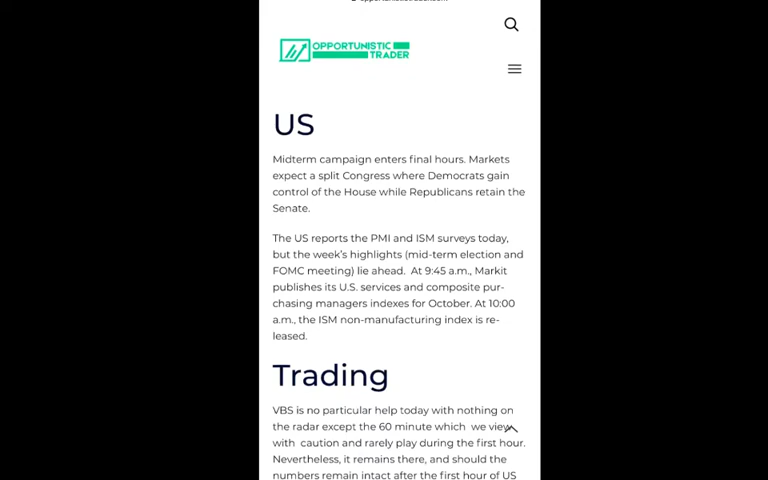 OPPORTUNISTIC
TRADER
US
Midterm campaign enters final hours. Markets
expect a split Congress where Democrats gain
control of the House while Republicans retain the
Senate.
The US reports the PMI and ISM surveys today,
but the week's highlights (mid-term election and
FOMC meeting) lie ahead. At 9:45 a.m., Markit
publishes its U.S. services and composite pur-
chasing managers indexes for October. At 10:00
a.m., the ISM non-manufacturing index is re-
leased.
Trading
VBS is no particular help today with nothing on
the radar except the 60 minute which we view
with caution and rarely play during the first hour.
Nevertheless, it remains there, and should the
numbers remain intact after the first hour of US